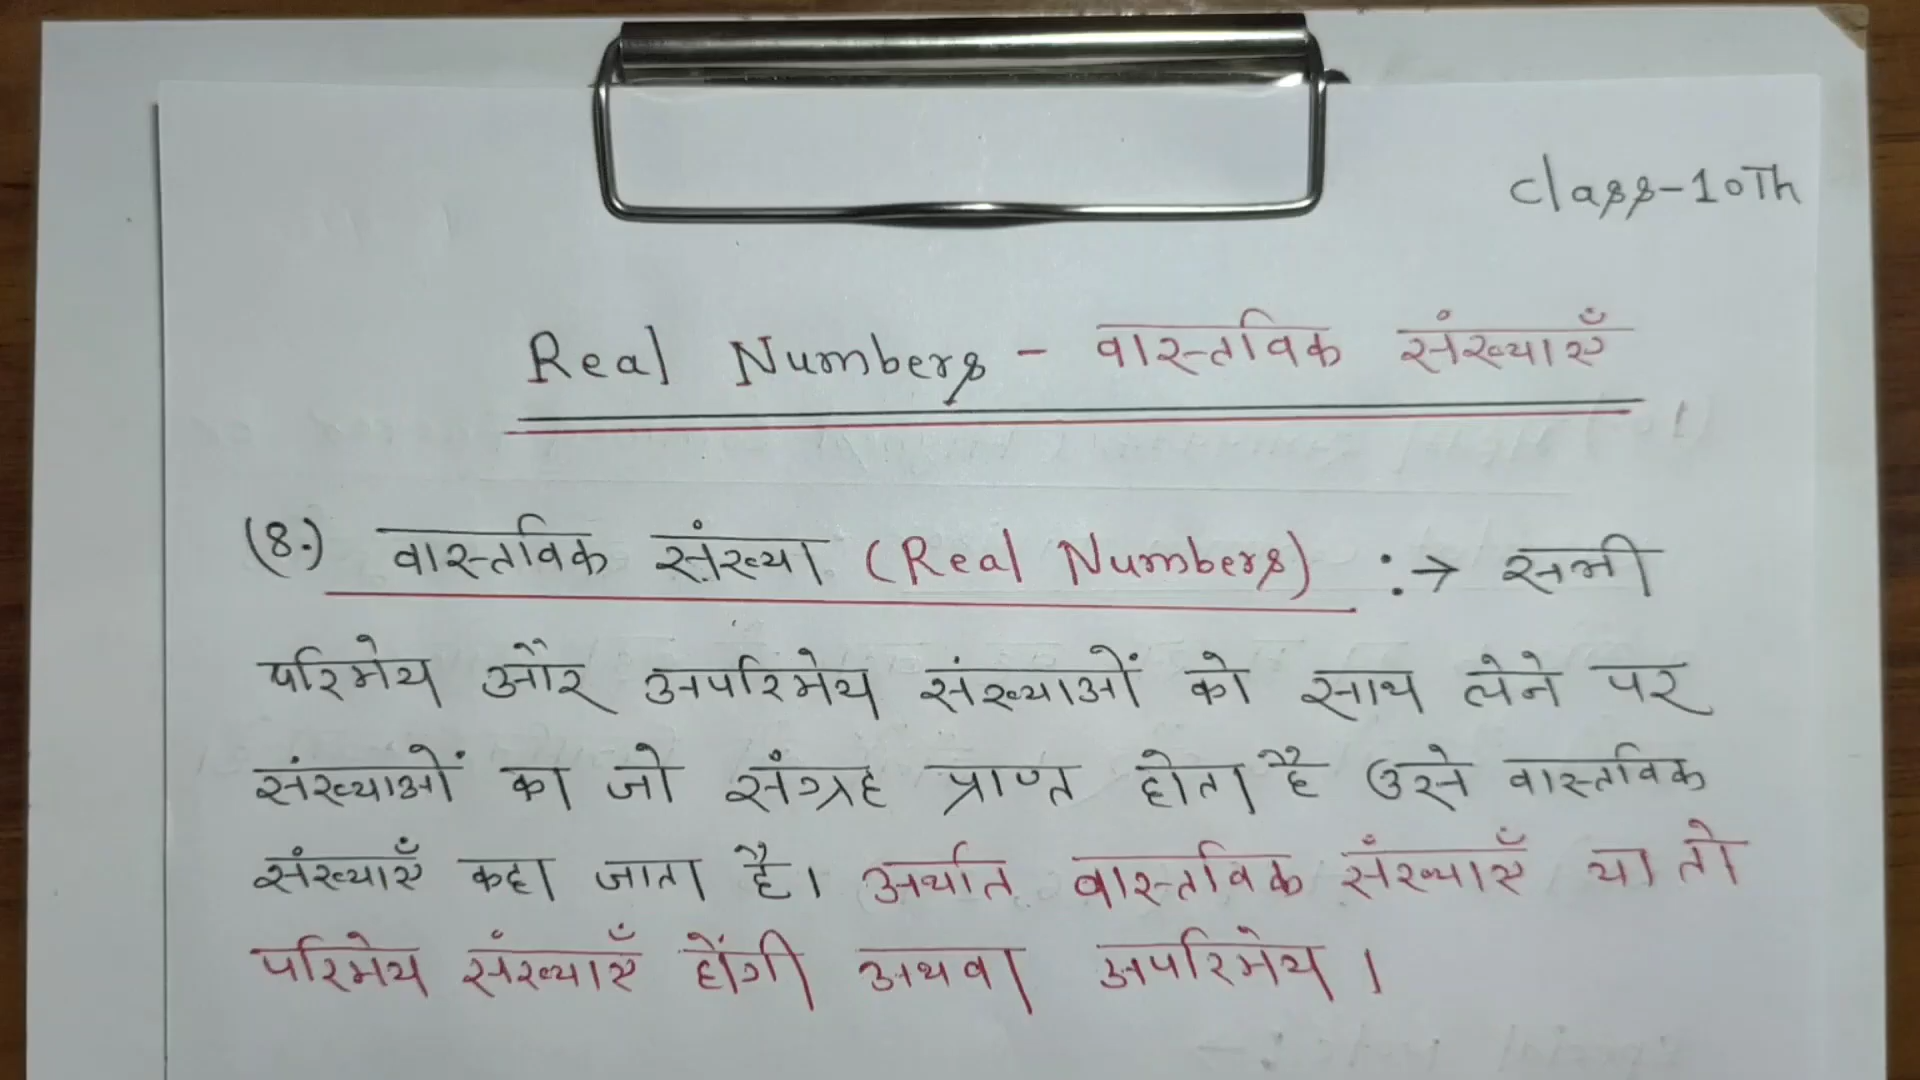 Class-10Th
Real Numbers - वास्तविक संख्याएँ
(8.) वास्तविक संख्या (Real Numbers) :→ सभी
परिमेय और अपरिमेय संख्याओं को साथ लेने पर
संख्याओं का जो संग्रह प्राप्त होता है उसे वास्तविक
संख्याएँ कहा जाता है। अर्थात वास्तविक संख्याएँ या तो
परिमेय संख्याएँ होंगी अथवा अपरिमेय ।